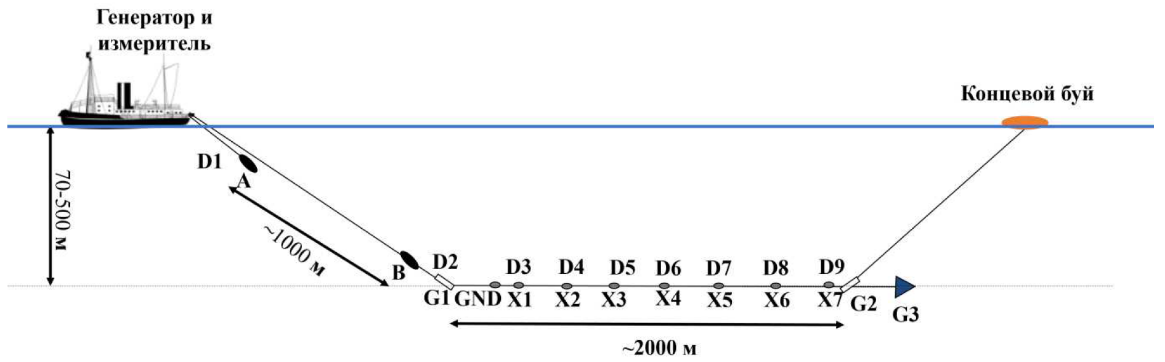 Генератор и
измеритель
Концевой буй
D1
A
70-500 м
~1000 м
B
D2 D3 D4 D5 D6 D7 D8 D9
G1 GND X1 X2 X3 X4 X5 X6 X7 G2 G3
~2000 м